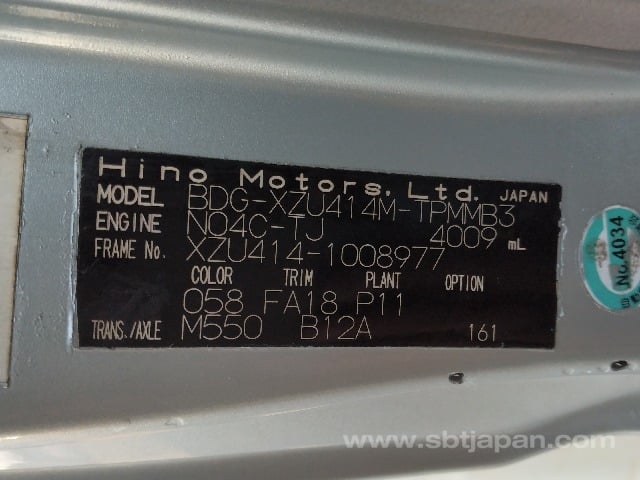 Hino Motors, Ltd. JAPAN
MODEL BDG-XZU414M-TPMMB3
ENGINE N04C-TJ 4009 mL
FRAME No. XZU414-1008977
COLOR TRIM PLANT OPTION
058 FA18 P11
TRANS./AXLE M550 B12A 161
No.4034
www.sbtjapan.com